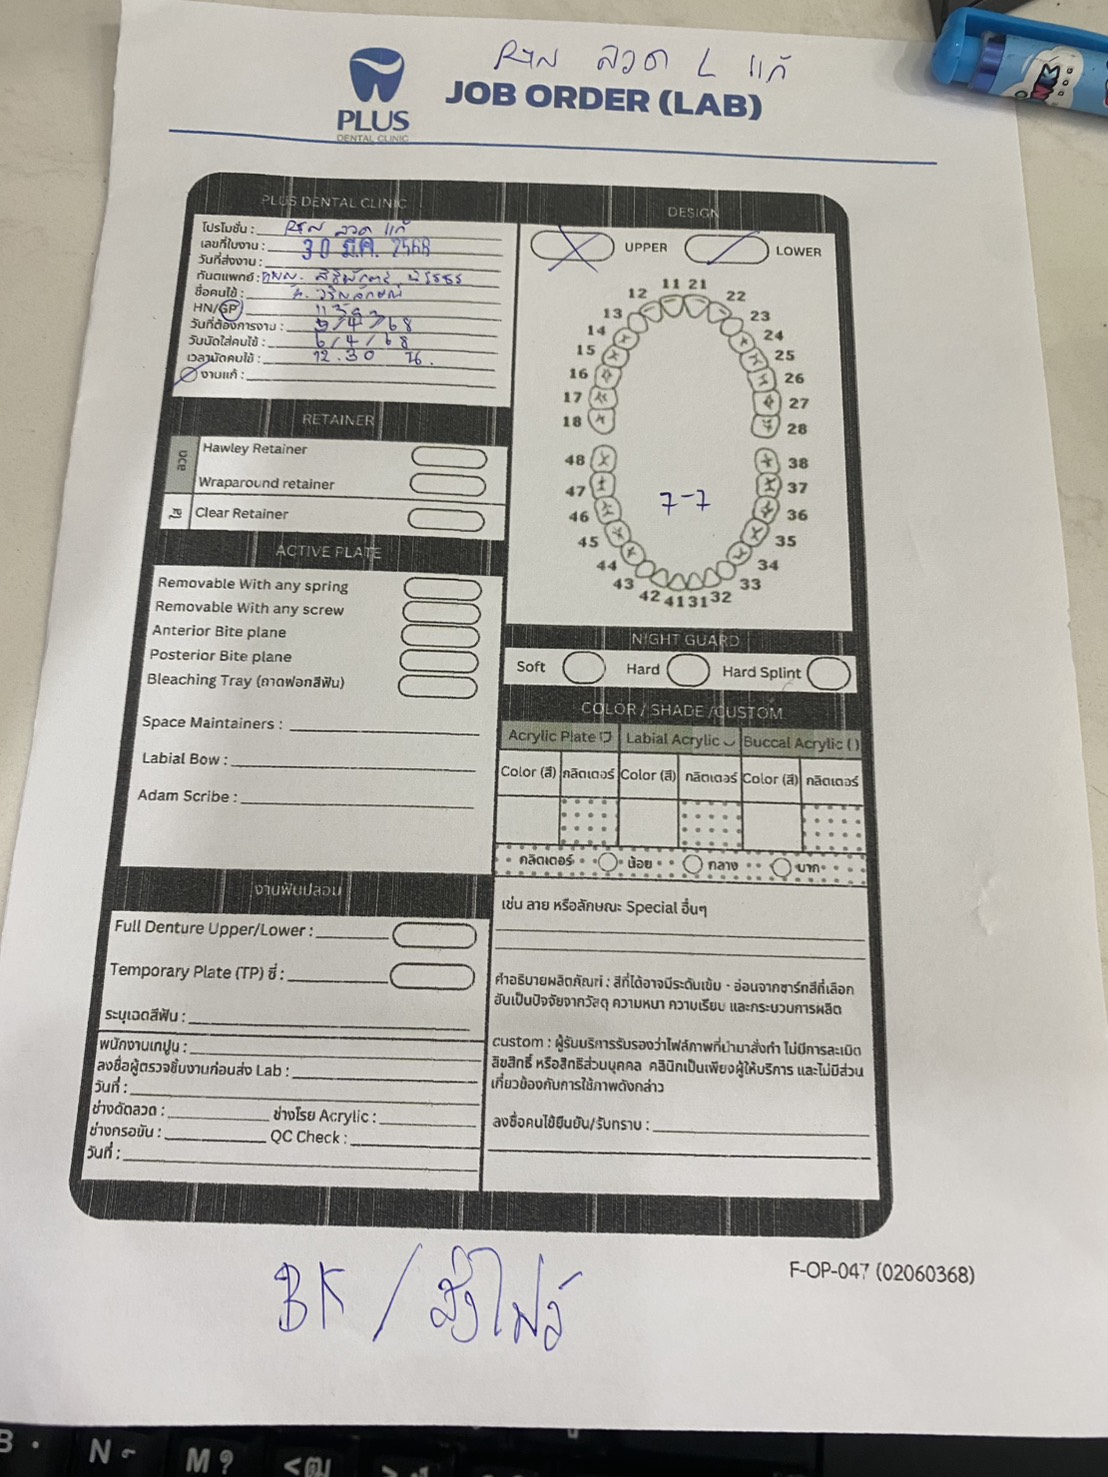 RTN ลวด L แก้
PLUS
DENTAL CLINIC
JOB ORDER (LAB)
PLUS DENTAL CLINIC
โปรโมชั่น : RTN ลวด แก้
เลขที่ใบงาน : 30 มี.ค. 2568
วันที่ส่งงาน :
ทันตแพทย์ : ทพญ.
ชื่อคนไข้ :
HN/GP
วันที่ต้องการงาน : 5/4/68
วันนัดใส่คนไข้ : 6/4/68
เวลานัดคนไข้ : 12.30 น.
งานแก้ :
RETAINER
Hawley Retainer
Wraparound retainer
Clear Retainer
ACTIVE PLATE
Removable With any spring
Removable With any screw
Anterior Bite plane
Posterior Bite plane
Bleaching Tray (ถาดฟอกสีฟัน)
Space Maintainers :
Labial Bow :
Adam Scribe :
งานฟันปลอม
Full Denture Upper/Lower :
Temporary Plate (TP) ซี่ :
ระบุเฉดสีฟัน :
พนักงานเทปูน :
ลงชื่อผู้ตรวจชิ้นงานก่อนส่ง Lab :
วันที่ :
ช่างดัดลวด : ช่างโรย Acrylic :
ช่างกรอขัน : QC Check :
วันที่ :
DESIGN
UPPER LOWER
11 21
12 22
13 23
14 24
15 25
16 26
17 27
18 28
48 38
47 37
46 36
45 35
44 34
43 33
42 41 31 32
7-7
NIGHT GUARD
Soft Hard Hard Splint
COLOR / SHADE /CUSTOM
Acrylic Plate Labial Acrylic Buccal Acrylic ( )
Color (สี) กลิตเตอร์ Color (สี) กลิตเตอร์ Color (สี) กลิตเตอร์
กลิตเตอร์ น้อย กลาง มาก
เช่น ลาย หรือลักษณะ Special อื่นๆ
คำอธิบายผลิตภัณฑ์ : สีที่ได้อาจมีระดับเข้ม - อ่อนจากชาร์ทสีที่เลือก
อันเป็นปัจจัยจากวัสดุ ความหนา ความเรียบ และกระบวนการผลิต
custom : ผู้รับบริการรับรองว่าไฟล์ภาพที่นำมาสั่งทำ ไม่มีการละเมิด
ลิขสิทธิ์ หรือสิทธิส่วนบุคคล คลินิกเป็นเพียงผู้ให้บริการ และไม่มีส่วน
เกี่ยวข้องกับการใช้ภาพดังกล่าว
ลงชื่อคนไข้ยืนยัน/รับทราบ :
F-OP-047 (02060368)
BK / ส่งไฟล์
B N M ?